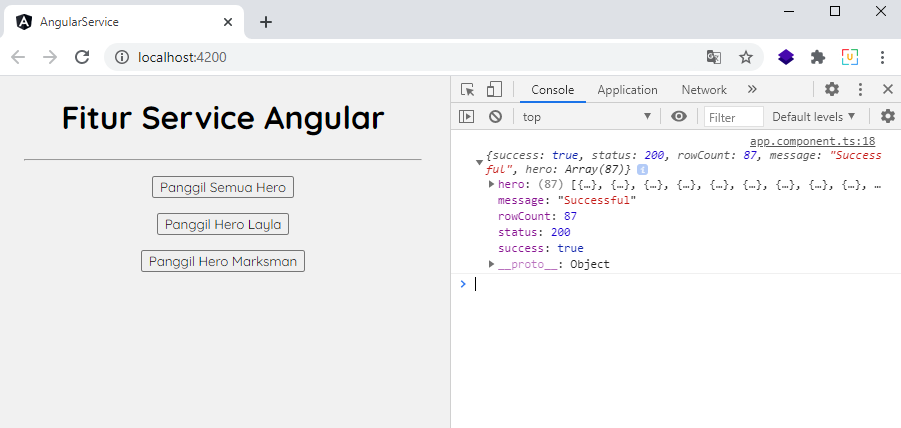 AngularService
localhost:4200
Fitur Service Angular
Panggil Semua Hero
Panggil Hero Layla
Panggil Hero Marksman
Console Application Network »
top Filter Default levels ▼
app.component.ts:18
{success: true, status: 200, rowCount: 87, message: "Success
ful", hero: Array(87)} i
hero: (87) [{…}, {…}, {…}, {…}, {…}, {…}, {…}, {…}, {…}, …
message: "Successful"
rowCount: 87
status: 200
success: true
__proto__: Object